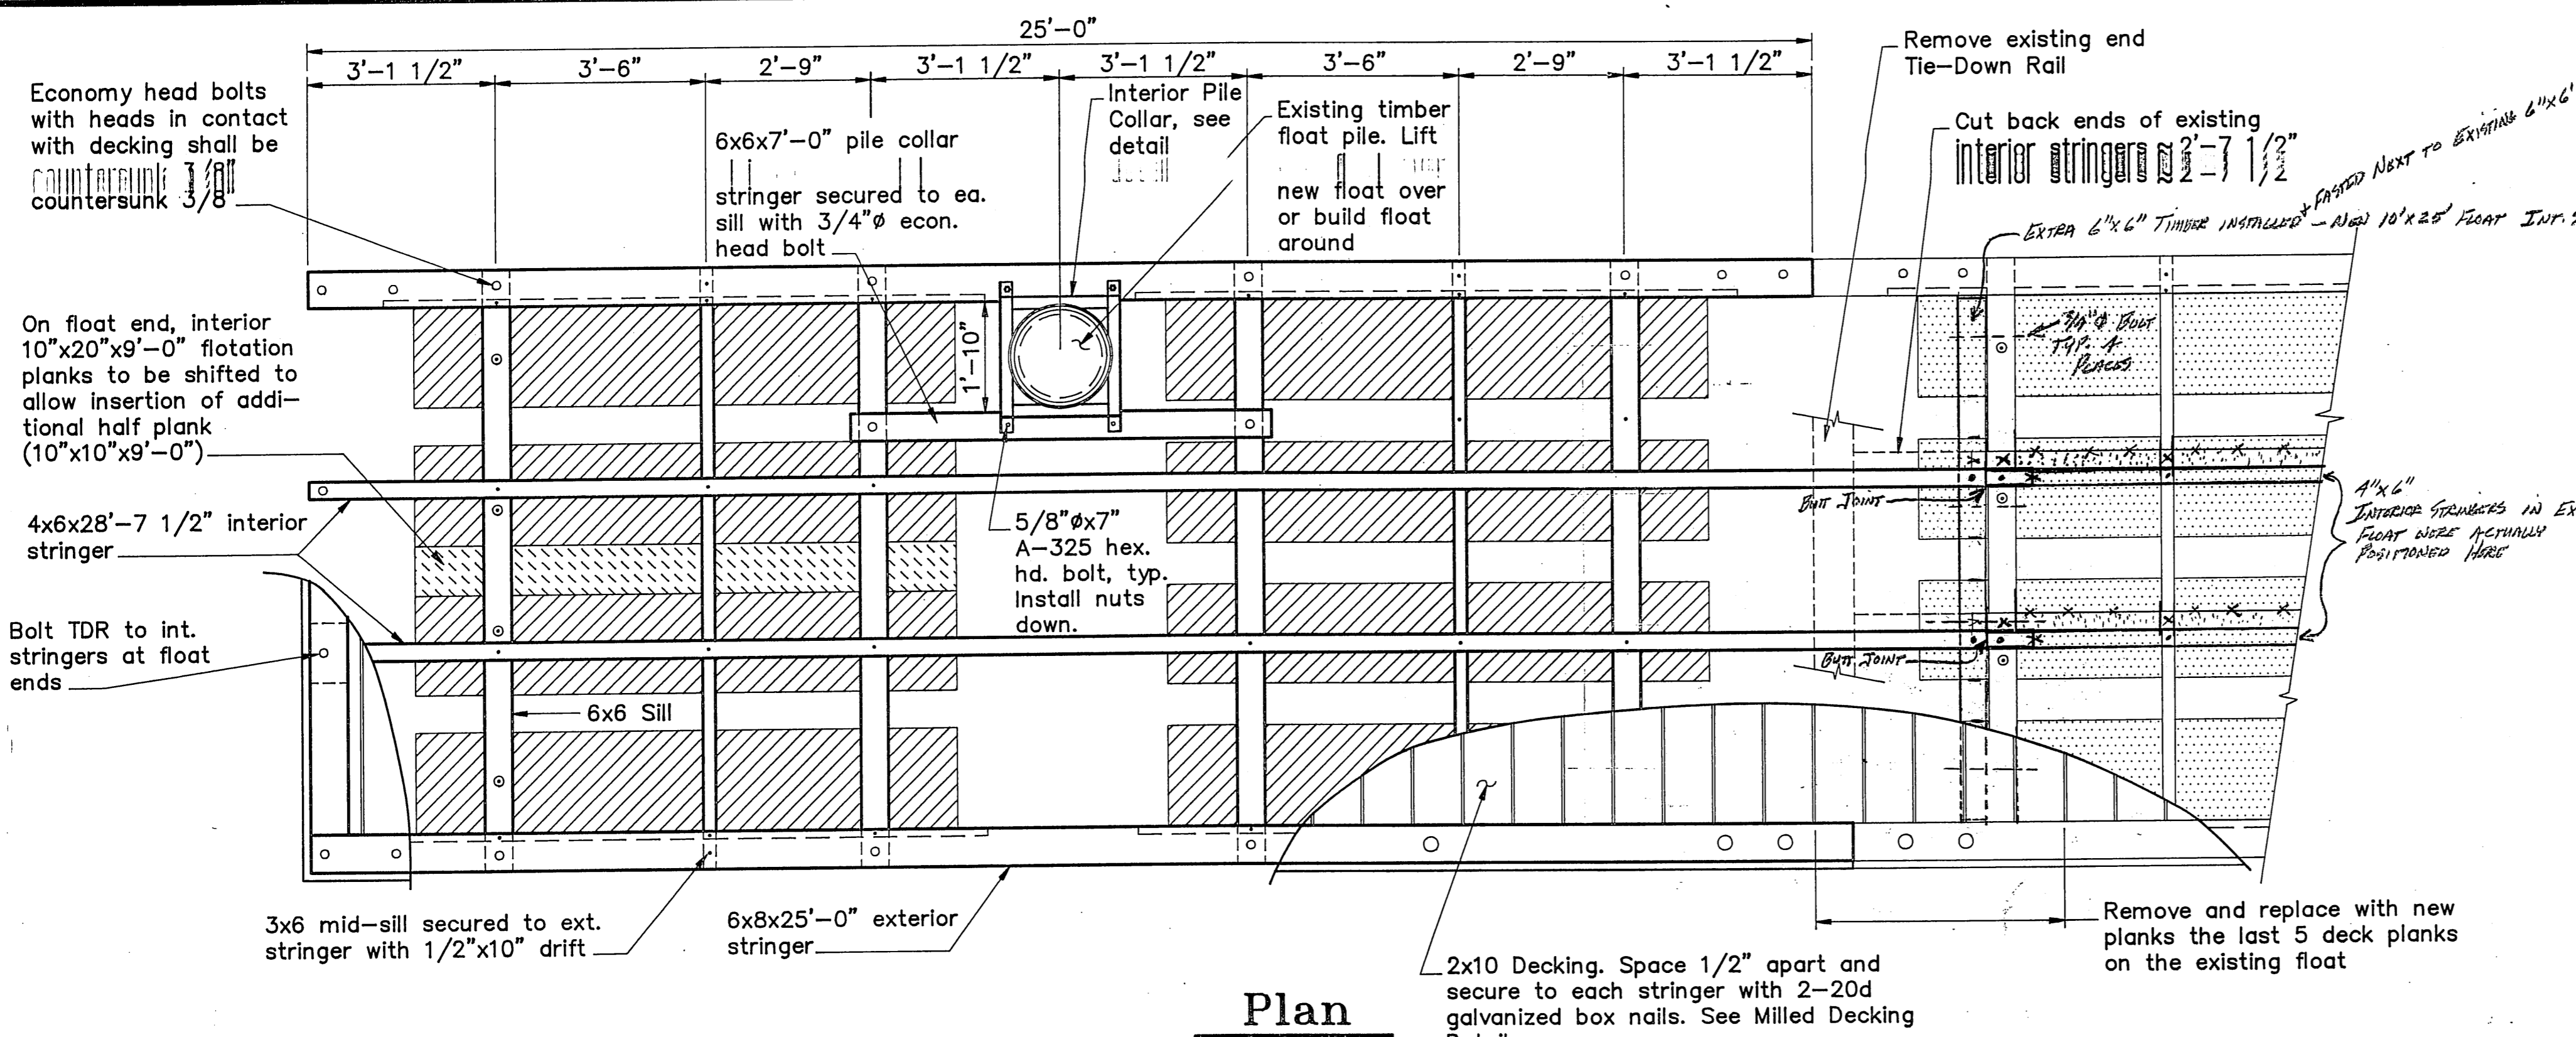 25'-0"
3'-1 1/2"
3'-6"
2'-9"
3'-1 1/2"
3'-1 1/2"
3'-6"
2'-9"
3'-1 1/2"
Economy head bolts
with heads in contact
with decking shall be
countersunk 3/8"
6x6x7'-0" pile collar
stringer secured to ea.
sill with 3/4"ø econ.
head bolt
Interior Pile
Collar, see
detail
Existing timber
float pile. Lift
new float over
or build float
around
Remove existing end
Tie-Down Rail
Cut back ends of existing
interior stringers ≈ 2'-7 1/2"
+ FASTED NEXT TO EXISTING 6"x6'
EXTRA 6"x6" TIMBER INSTALLED - NEW 10'x25' FLOAT INT.
On float end, interior
10"x20"x9'-0" flotation
planks to be shifted to
allow insertion of addi-
tional half plank
(10"x10"x9'-0")
1'-10"
3/4"ø BOLT
TYP. 4
PLACES
4x6x28'-7 1/2" interior
stringer
5/8"øx7"
A-325 hex.
hd. bolt, typ.
Install nuts
down.
BUTT JOINT
4"x6"
INTERIOR STRINGERS IN EX
FLOAT WERE ACTUALLY
POSITIONED HERE
Bolt TDR to int.
stringers at float
ends
BUTT JOINT
6x6 Sill
3x6 mid-sill secured to ext.
stringer with 1/2"x10" drift
6x8x25'-0" exterior
stringer
2x10 Decking. Space 1/2" apart and
secure to each stringer with 2-20d
galvanized box nails. See Milled Decking
Remove and replace with new
planks the last 5 deck planks
on the existing float
Plan